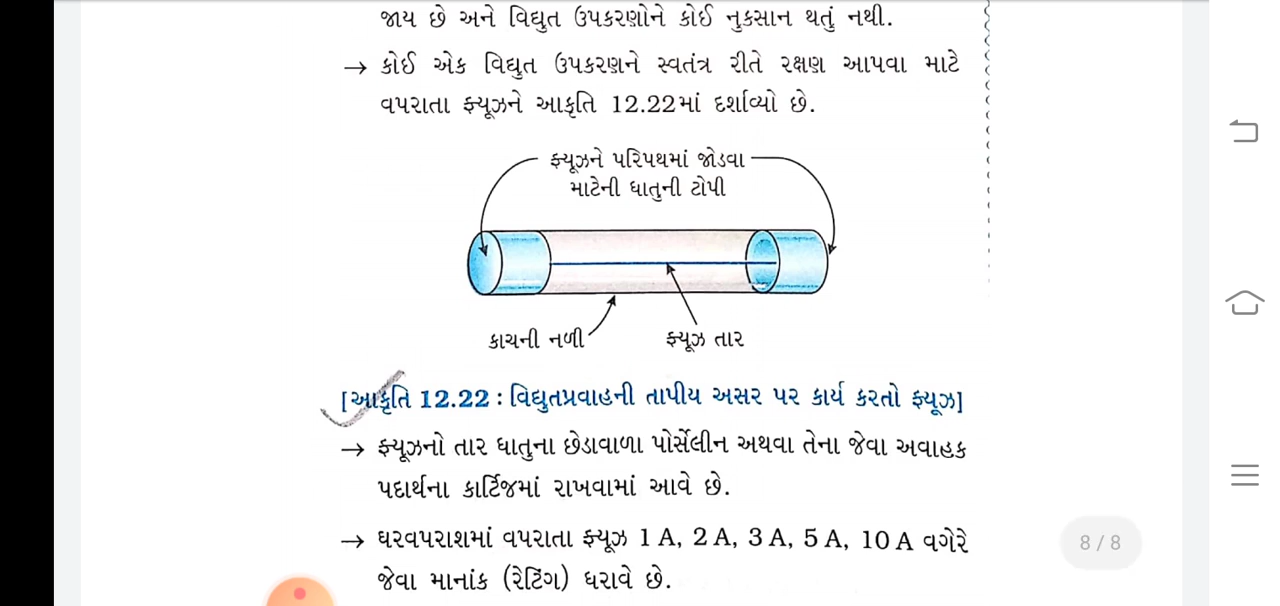 જાય છે અને વિદ્યુત ઉપકરણોને કોઈ નુકસાન થતું નથી.
→ કોઈ એક વિદ્યુત ઉપકરણને સ્વતંત્ર રીતે રક્ષણ આપવા માટે
વપરાતા ફ્યૂઝને આકૃતિ 12.22માં દર્શાવ્યો છે.
ફ્યૂઝને પરિપથમાં જોડવા
માટેની ધાતુની ટોપી
કાચની નળી
ફ્યૂઝ તાર
[આકૃતિ 12.22 : વિદ્યુતપ્રવાહની તાપીય અસર પર કાર્ય કરતો ફ્યૂઝ]
→ ફ્યૂઝનો તાર ધાતુના છેડાવાળા પોર્સેલીન અથવા તેના જેવા અવાહક
પદાર્થના કાર્ટિજમાં રાખવામાં આવે છે.
→ ઘરવપરાશમાં વપરાતા ફ્યૂઝ 1 A, 2 A, 3 A, 5 A, 10 A વગેરે
જેવા માનાંક (રેટિંગ) ધરાવે છે.
8 / 8